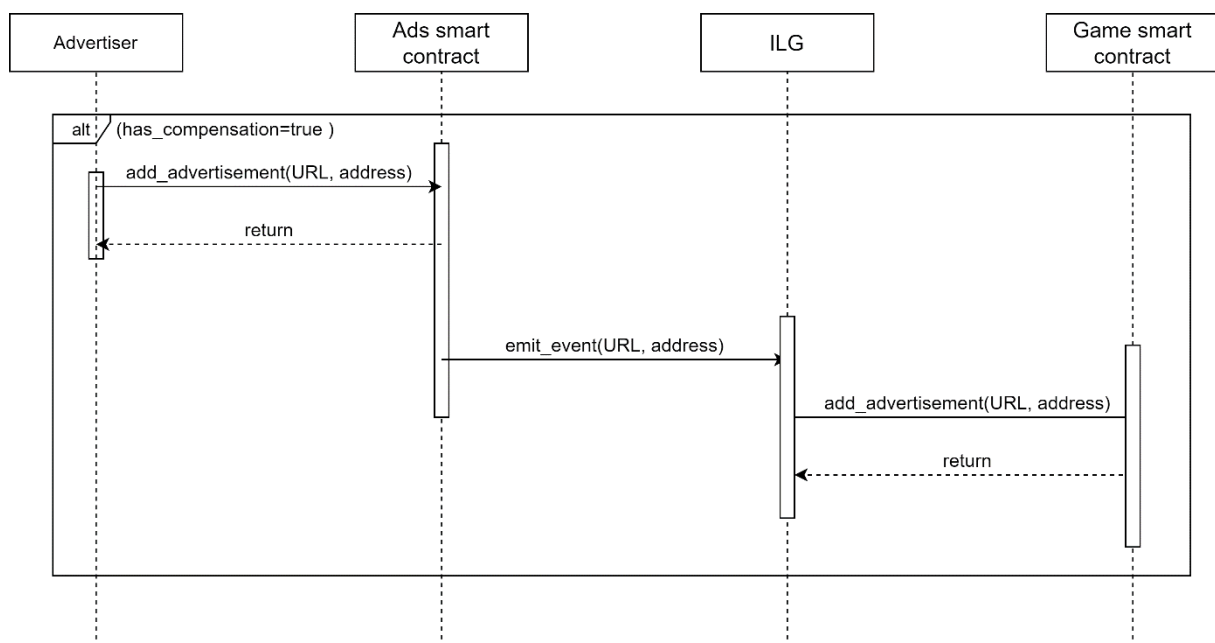 Advertiser
Ads smart
contract
ILG
Game smart
contract
alt
(has_compensation=true )
add_advertisement(URL, address)
return
emit_event(URL, address)
add_advertisement(URL, address)
return